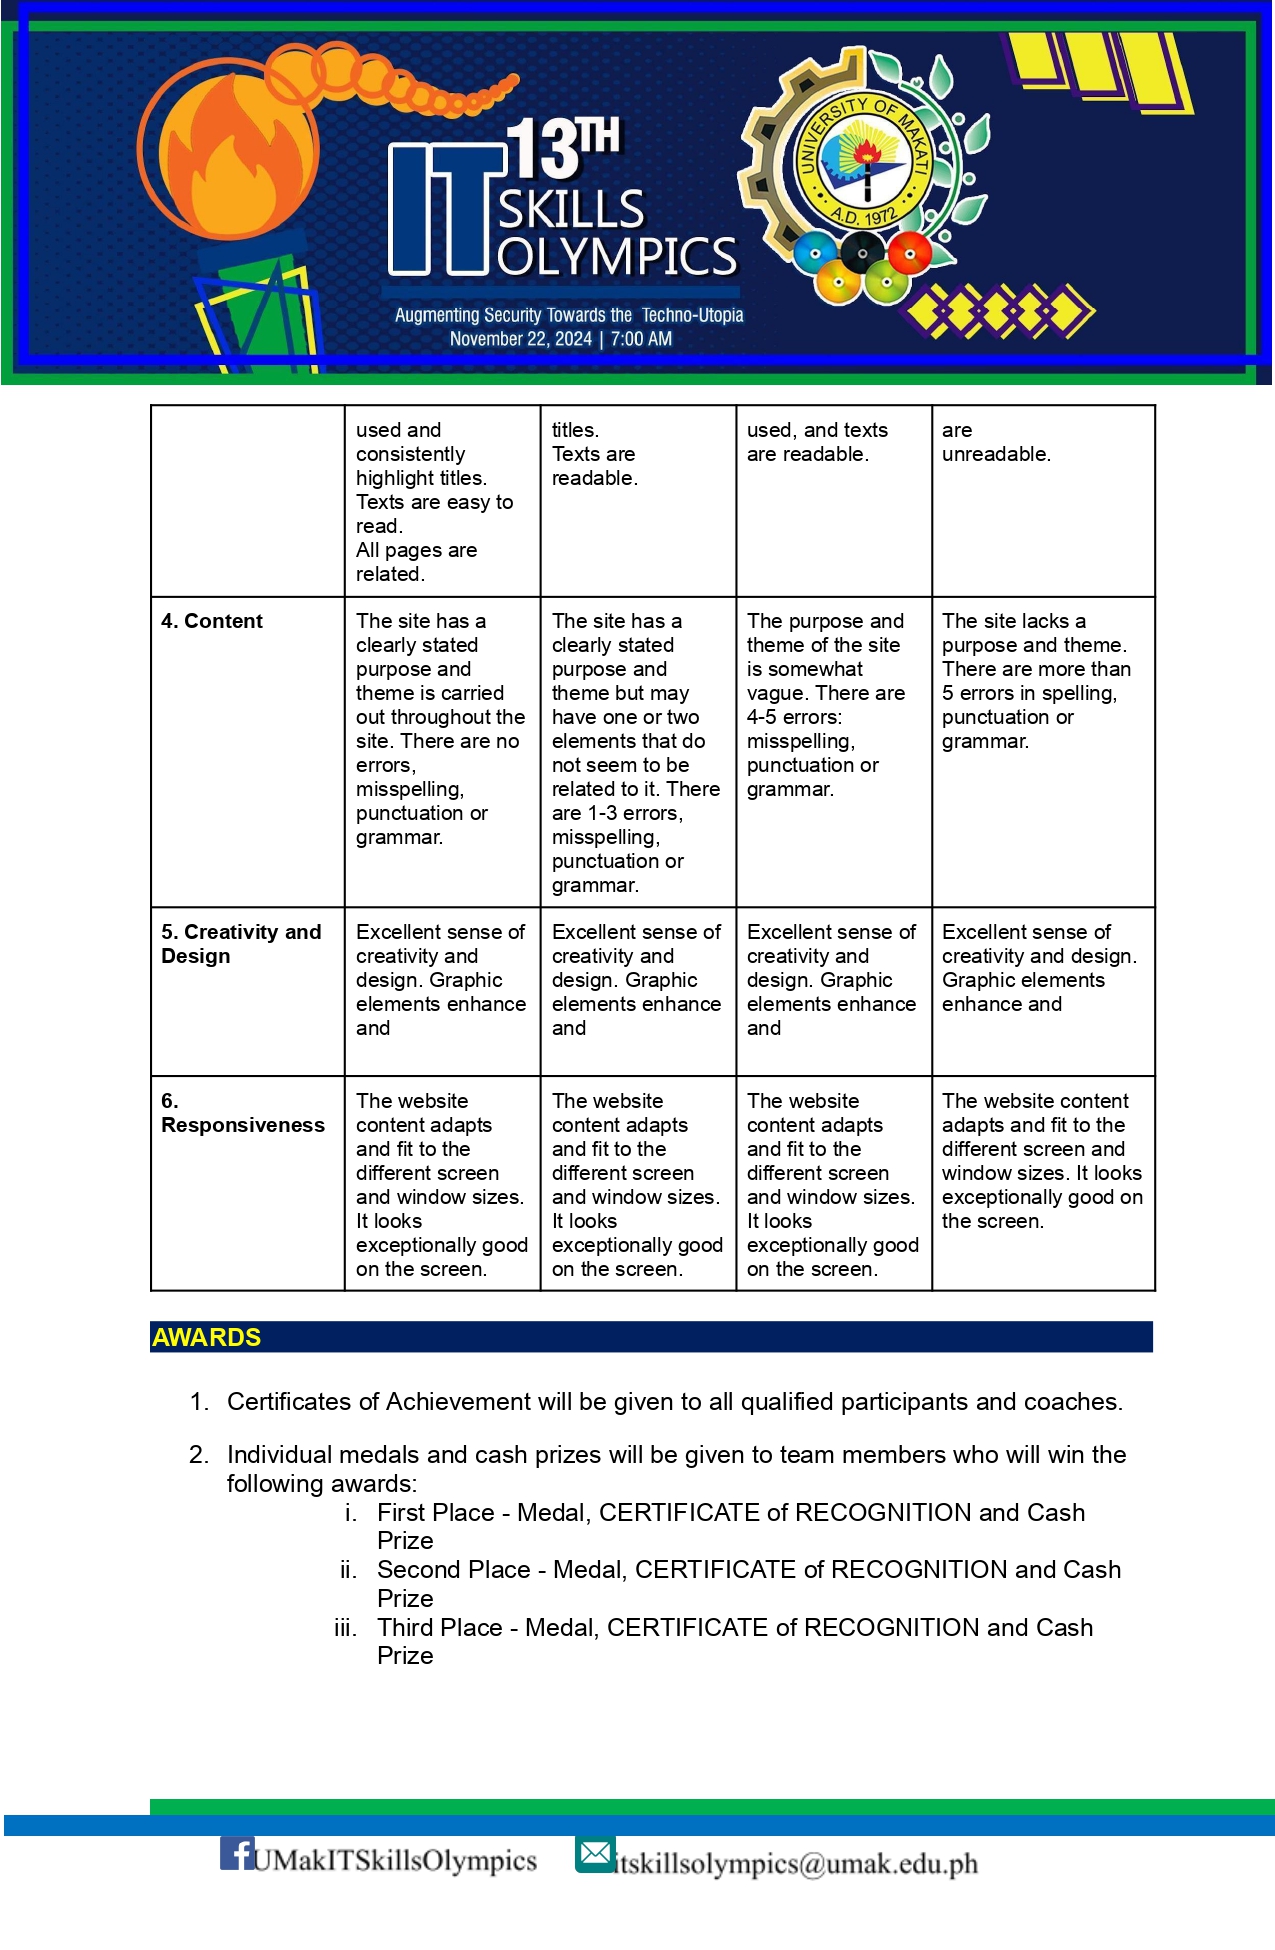 13TH
IT SKILLS
OLYMPICS
Augmenting Security Towards the Techno-Utopia
November 22, 2024 | 7:00 AM
UNIVERSITY OF MAKATI
A.D. 1972
used and
consistently
highlight titles.
Texts are easy to
read.
All pages are
related.
titles.
Texts are
readable.
used, and texts
are readable.
are
unreadable.
4. Content
The site has a
clearly stated
purpose and
theme is carried
out throughout the
site. There are no
errors,
misspelling,
punctuation or
grammar.
The site has a
clearly stated
purpose and
theme but may
have one or two
elements that do
not seem to be
related to it. There
are 1-3 errors,
misspelling,
punctuation or
grammar.
The purpose and
theme of the site
is somewhat
vague. There are
4-5 errors:
misspelling,
punctuation or
grammar.
The site lacks a
purpose and theme.
There are more than
5 errors in spelling,
punctuation or
grammar.
5. Creativity and
Design
Excellent sense of
creativity and
design. Graphic
elements enhance
and
Excellent sense of
creativity and
design. Graphic
elements enhance
and
Excellent sense of
creativity and
design. Graphic
elements enhance
and
Excellent sense of
creativity and design.
Graphic elements
enhance and
6.
Responsiveness
The website
content adapts
and fit to the
different screen
and window sizes.
It looks
exceptionally good
on the screen.
The website
content adapts
and fit to the
different screen
and window sizes.
It looks
exceptionally good
on the screen.
The website
content adapts
and fit to the
different screen
and window sizes.
It looks
exceptionally good
on the screen.
The website content
adapts and fit to the
different screen and
window sizes. It looks
exceptionally good on
the screen.
AWARDS
1. Certificates of Achievement will be given to all qualified participants and coaches.
2. Individual medals and cash prizes will be given to team members who will win the
following awards:
i. First Place - Medal, CERTIFICATE of RECOGNITION and Cash
Prize
ii. Second Place - Medal, CERTIFICATE of RECOGNITION and Cash
Prize
iii. Third Place - Medal, CERTIFICATE of RECOGNITION and Cash
Prize
UMakITSkillsOlympics
itskillsolympics@umak.edu.ph